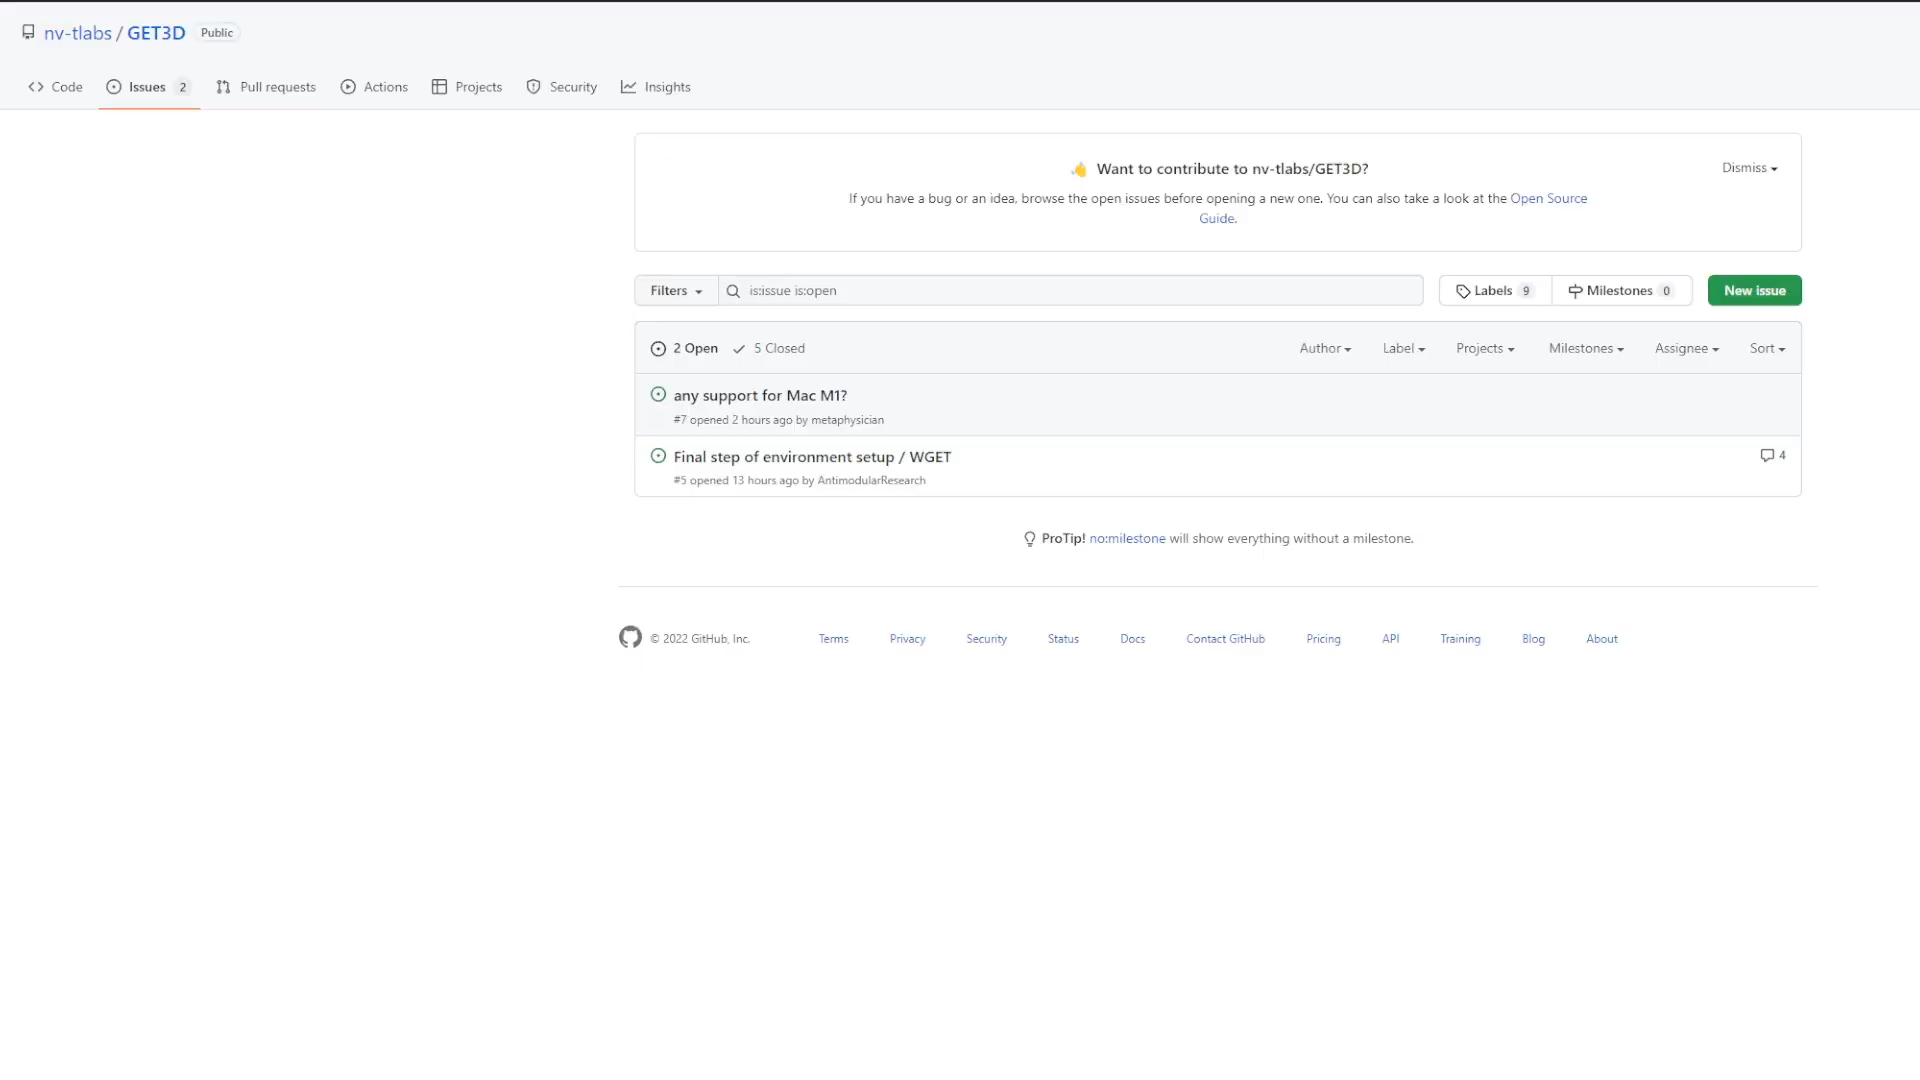 nv-tlabs / GET3D Public
Code Issues 2 Pull requests Actions Projects Security Insights
Want to contribute to nv-tlabs/GET3D?
Dismiss
If you have a bug or an idea, browse the open issues before opening a new one. You can also take a look at the Open Source
Guide.
Filters is:issue is:open Labels 9 Milestones 0 New issue
2 Open 5 Closed Author Label Projects Milestones Assignee Sort
any support for Mac M1?
#7 opened 2 hours ago by metaphysician
Final step of environment setup / WGET 4
#5 opened 13 hours ago by AntimodularResearch
ProTip! no:milestone will show everything without a milestone.
© 2022 GitHub, Inc. Terms Privacy Security Status Docs Contact GitHub Pricing API Training Blog About